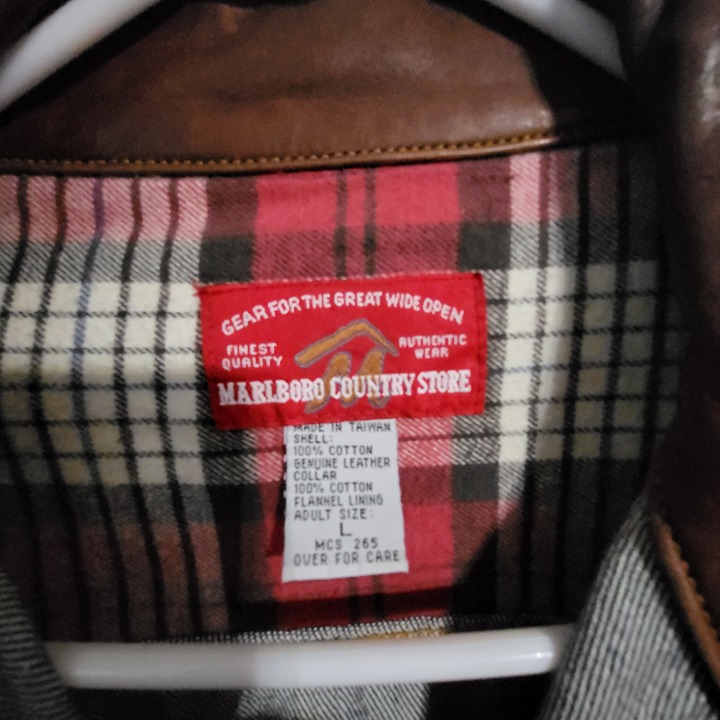 GEAR FOR THE GREAT WIDE OPEN
FINEST
QUALITY
AUTHENTIC
WEAR
MARLBORO COUNTRY STORE
MADE IN TAIWAN
SHELL:
100% COTTON
GENUINE LEATHER
COLLAR
100% COTTON
FLANNEL LINING
ADULT SIZE:
L
MCS 265
OVER FOR CARE